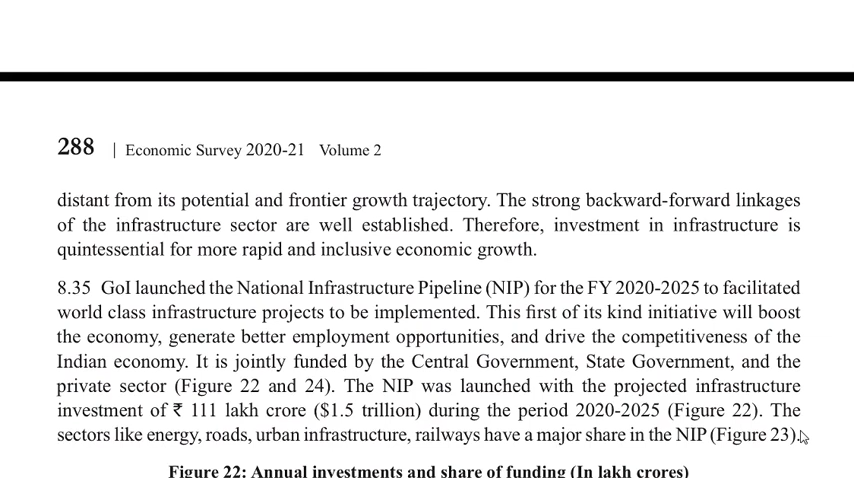 288 | Economic Survey 2020-21 Volume 2
distant from its potential and frontier growth trajectory. The strong backward-forward linkages
of the infrastructure sector are well established. Therefore, investment in infrastructure is
quintessential for more rapid and inclusive economic growth.
8.35 GoI launched the National Infrastructure Pipeline (NIP) for the FY 2020-2025 to facilitated
world class infrastructure projects to be implemented. This first of its kind initiative will boost
the economy, generate better employment opportunities, and drive the competitiveness of the
Indian economy. It is jointly funded by the Central Government, State Government, and the
private sector (Figure 22 and 24). The NIP was launched with the projected infrastructure
investment of ₹ 111 lakh crore ($1.5 trillion) during the period 2020-2025 (Figure 22). The
sectors like energy, roads, urban infrastructure, railways have a major share in the NIP (Figure 23).
Figure 22: Annual investments and share of funding (In lakh crores)